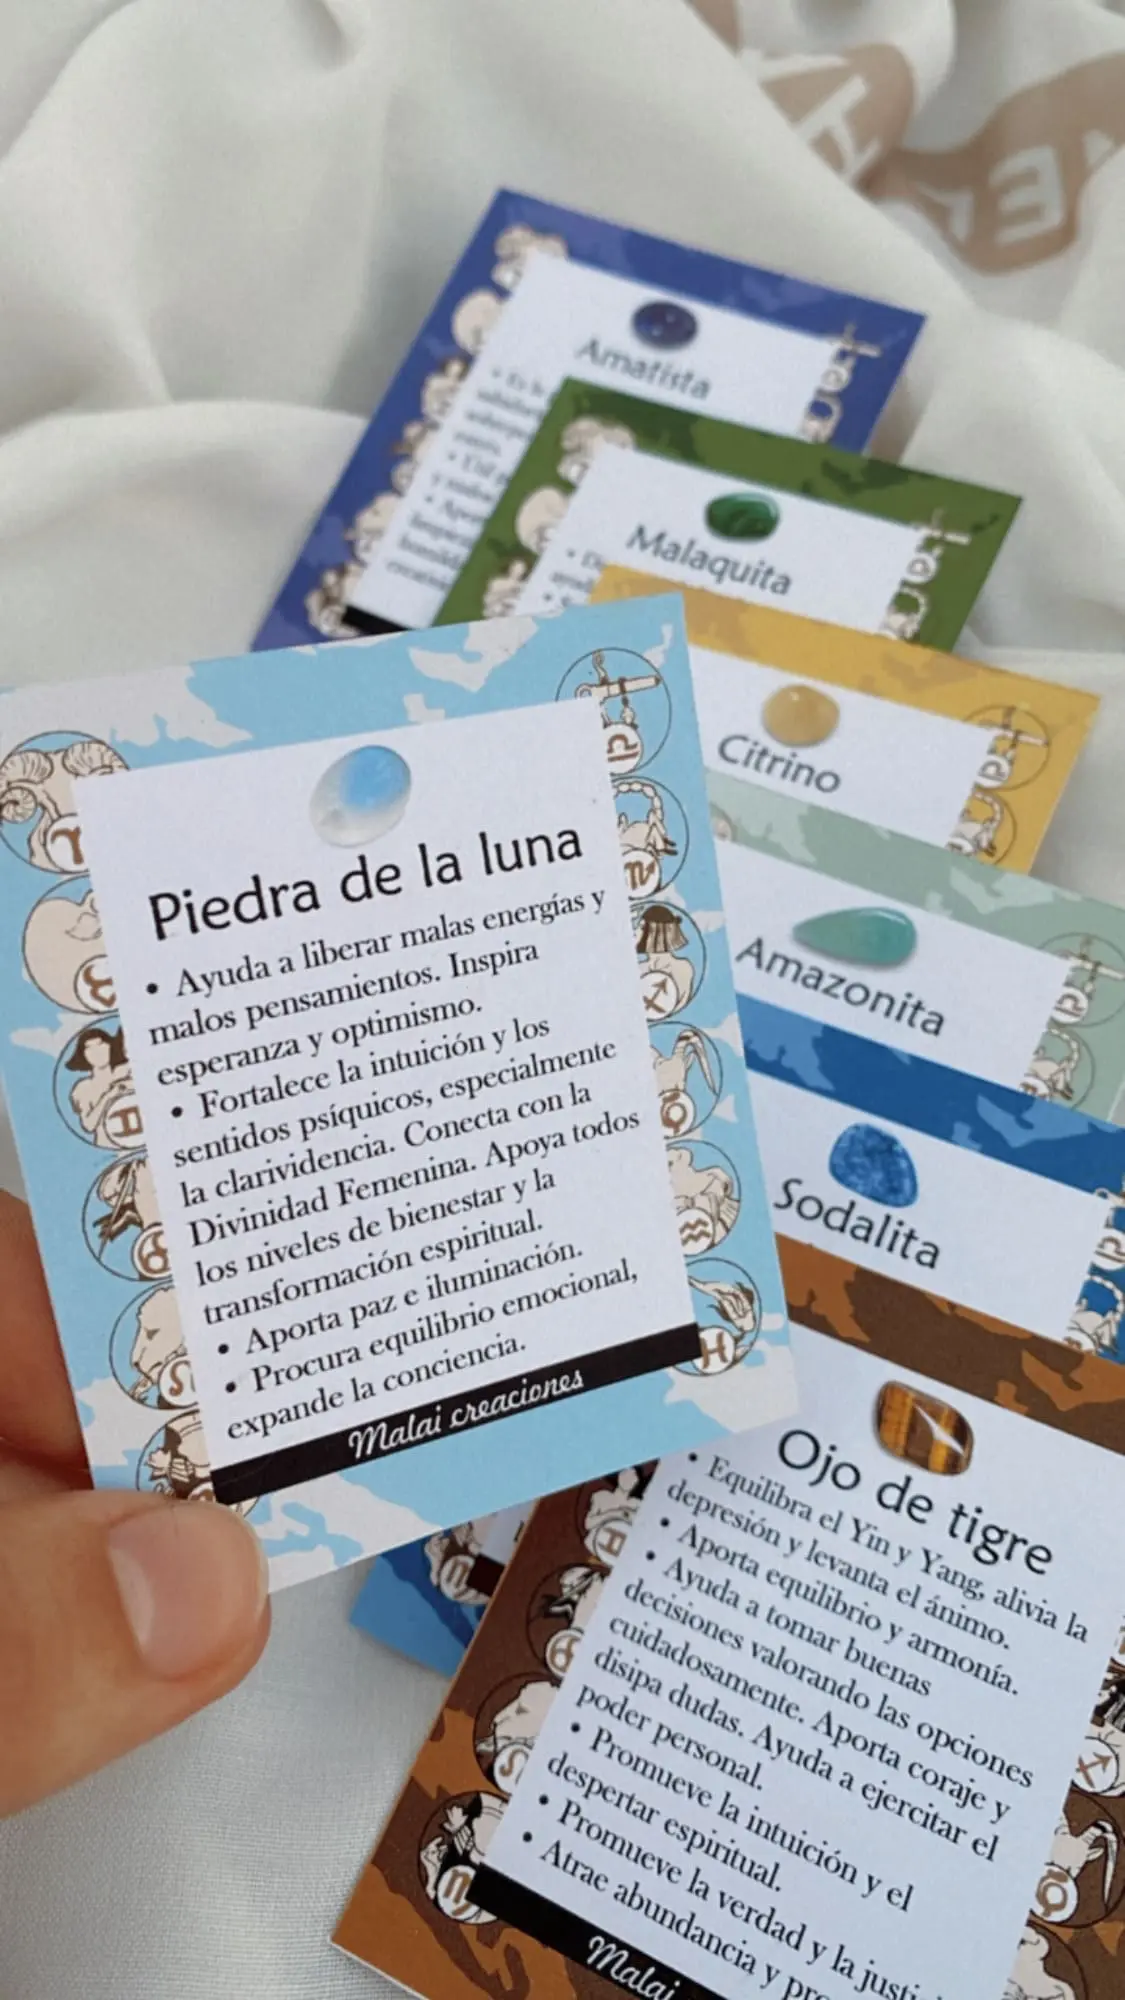 Amatista
Malaquita
Citrino
Amazonita
Sodalita
Piedra de la luna
• Ayuda a liberar malas energías y
malos pensamientos. Inspira
esperanza y optimismo.
• Fortalece la intuición y los
sentidos psíquicos, especialmente
la clarividencia. Conecta con la
Divinidad Femenina. Apoya todos
los niveles de bienestar y la
transformación espiritual.
• Aporta paz e iluminación.
• Procura equilibrio emocional,
expande la conciencia.
Malai creaciones
Ojo de tigre
• Equilibra el Yin y Yang, alivia la
depresión y levanta el ánimo.
• Aporta equilibrio y armonía.
• Ayuda a tomar buenas
decisiones valorando las opciones
cuidadosamente. Aporta coraje y
disipa dudas. Ayuda a ejercitar el
poder personal.
• Promueve la intuición y el
despertar espiritual.
• Promueve la verdad y la
• Atrae abundancia y
Malai